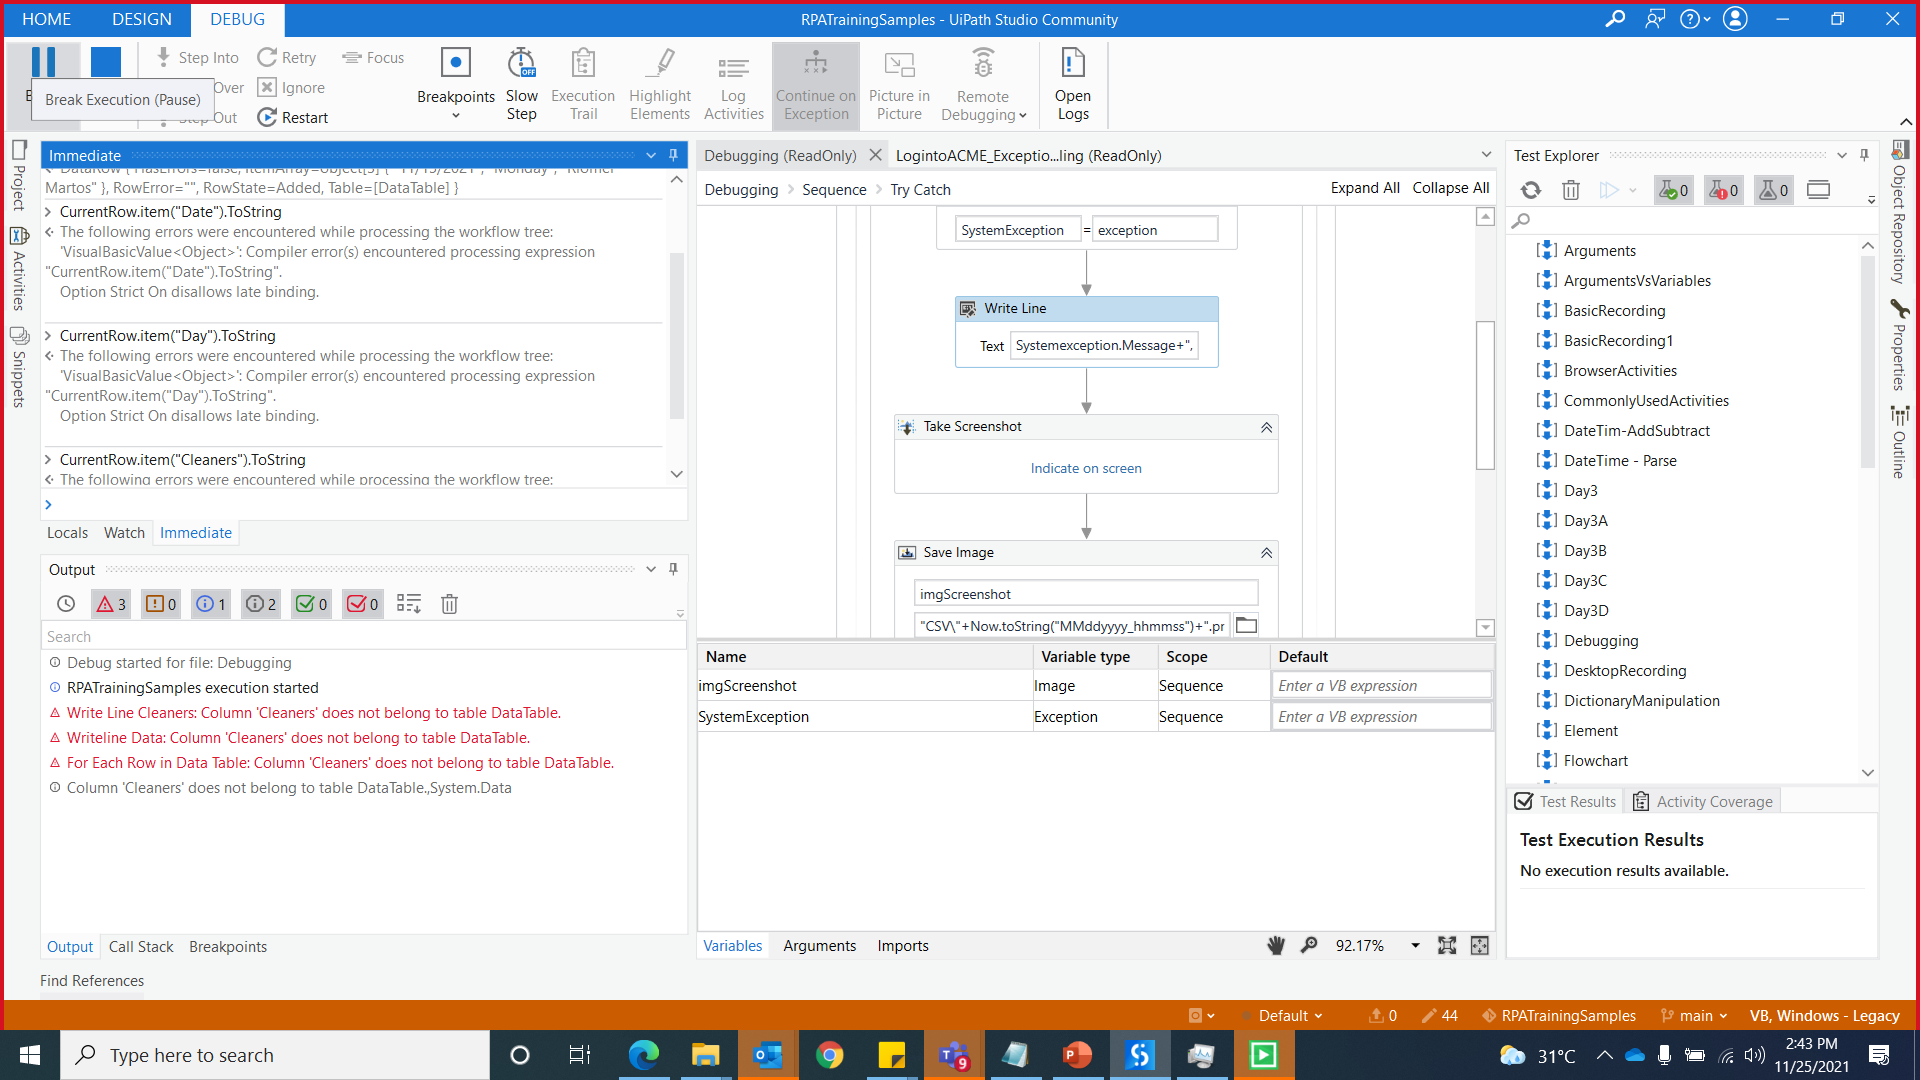 HOME DESIGN DEBUG
RPATrainingSamples - UiPath Studio Community
Step Into Retry Focus
Over Ignore
Step Out Restart
Break Execution (Pause)
Breakpoints
Slow
Step
Execution
Trail
Highlight
Elements
Log
Activities
Continue on
Exception
Picture in
Picture
Remote
Debugging
Open
Logs
Project
Activities
Snippets
Immediate
DataRow { HasErrors=false, ItemArray=object[3] { "11/15/2021", "Monday", "Riomer
Martos" }, RowError="", RowState=Added, Table=[DataTable] }
CurrentRow.item("Date").ToString
The following errors were encountered while processing the workflow tree:
'VisualBasicValue<Object>': Compiler error(s) encountered processing expression
"CurrentRow.item("Date").ToString".
Option Strict On disallows late binding.
CurrentRow.item("Day").ToString
The following errors were encountered while processing the workflow tree:
'VisualBasicValue<Object>': Compiler error(s) encountered processing expression
"CurrentRow.item("Day").ToString".
Option Strict On disallows late binding.
CurrentRow.item("Cleaners").ToString
The following errors were encountered while processing the workflow tree:
Locals Watch Immediate
Output
3 0 1 2 0 0
Search
Debug started for file: Debugging
RPATrainingSamples execution started
Write Line Cleaners: Column 'Cleaners' does not belong to table DataTable.
Writeline Data: Column 'Cleaners' does not belong to table DataTable.
For Each Row in Data Table: Column 'Cleaners' does not belong to table DataTable.
Column 'Cleaners' does not belong to table DataTable.,System.Data
Output Call Stack Breakpoints
Find References
Debugging (ReadOnly) LogintoACME_Exceptio...ling (ReadOnly)
Debugging > Sequence > Try Catch
Expand All Collapse All
SystemException = exception
Write Line
Text Systemexception.Message+",
Take Screenshot
Indicate on screen
Save Image
imgScreenshot
"CSV\"+Now.toString("MMddyyyy_hhmmss")+".pr
Name Variable type Scope Default
imgScreenshot Image Sequence Enter a VB expression
SystemException Exception Sequence Enter a VB expression
Variables Arguments Imports
92.17%
Test Explorer
0 0 0
Arguments
ArgumentsVsVariables
BasicRecording
BasicRecording1
BrowserActivities
CommonlyUsedActivities
DateTim-AddSubtract
DateTime - Parse
Day3
Day3A
Day3B
Day3C
Day3D
Debugging
DesktopRecording
DictionaryManipulation
Element
Flowchart
Test Results Activity Coverage
Test Execution Results
No execution results available.
Object Repository
Properties
Outline
Default 0 44 RPATrainingSamples main VB, Windows - Legacy
Type here to search
9
31°C
2:43 PM
11/25/2021